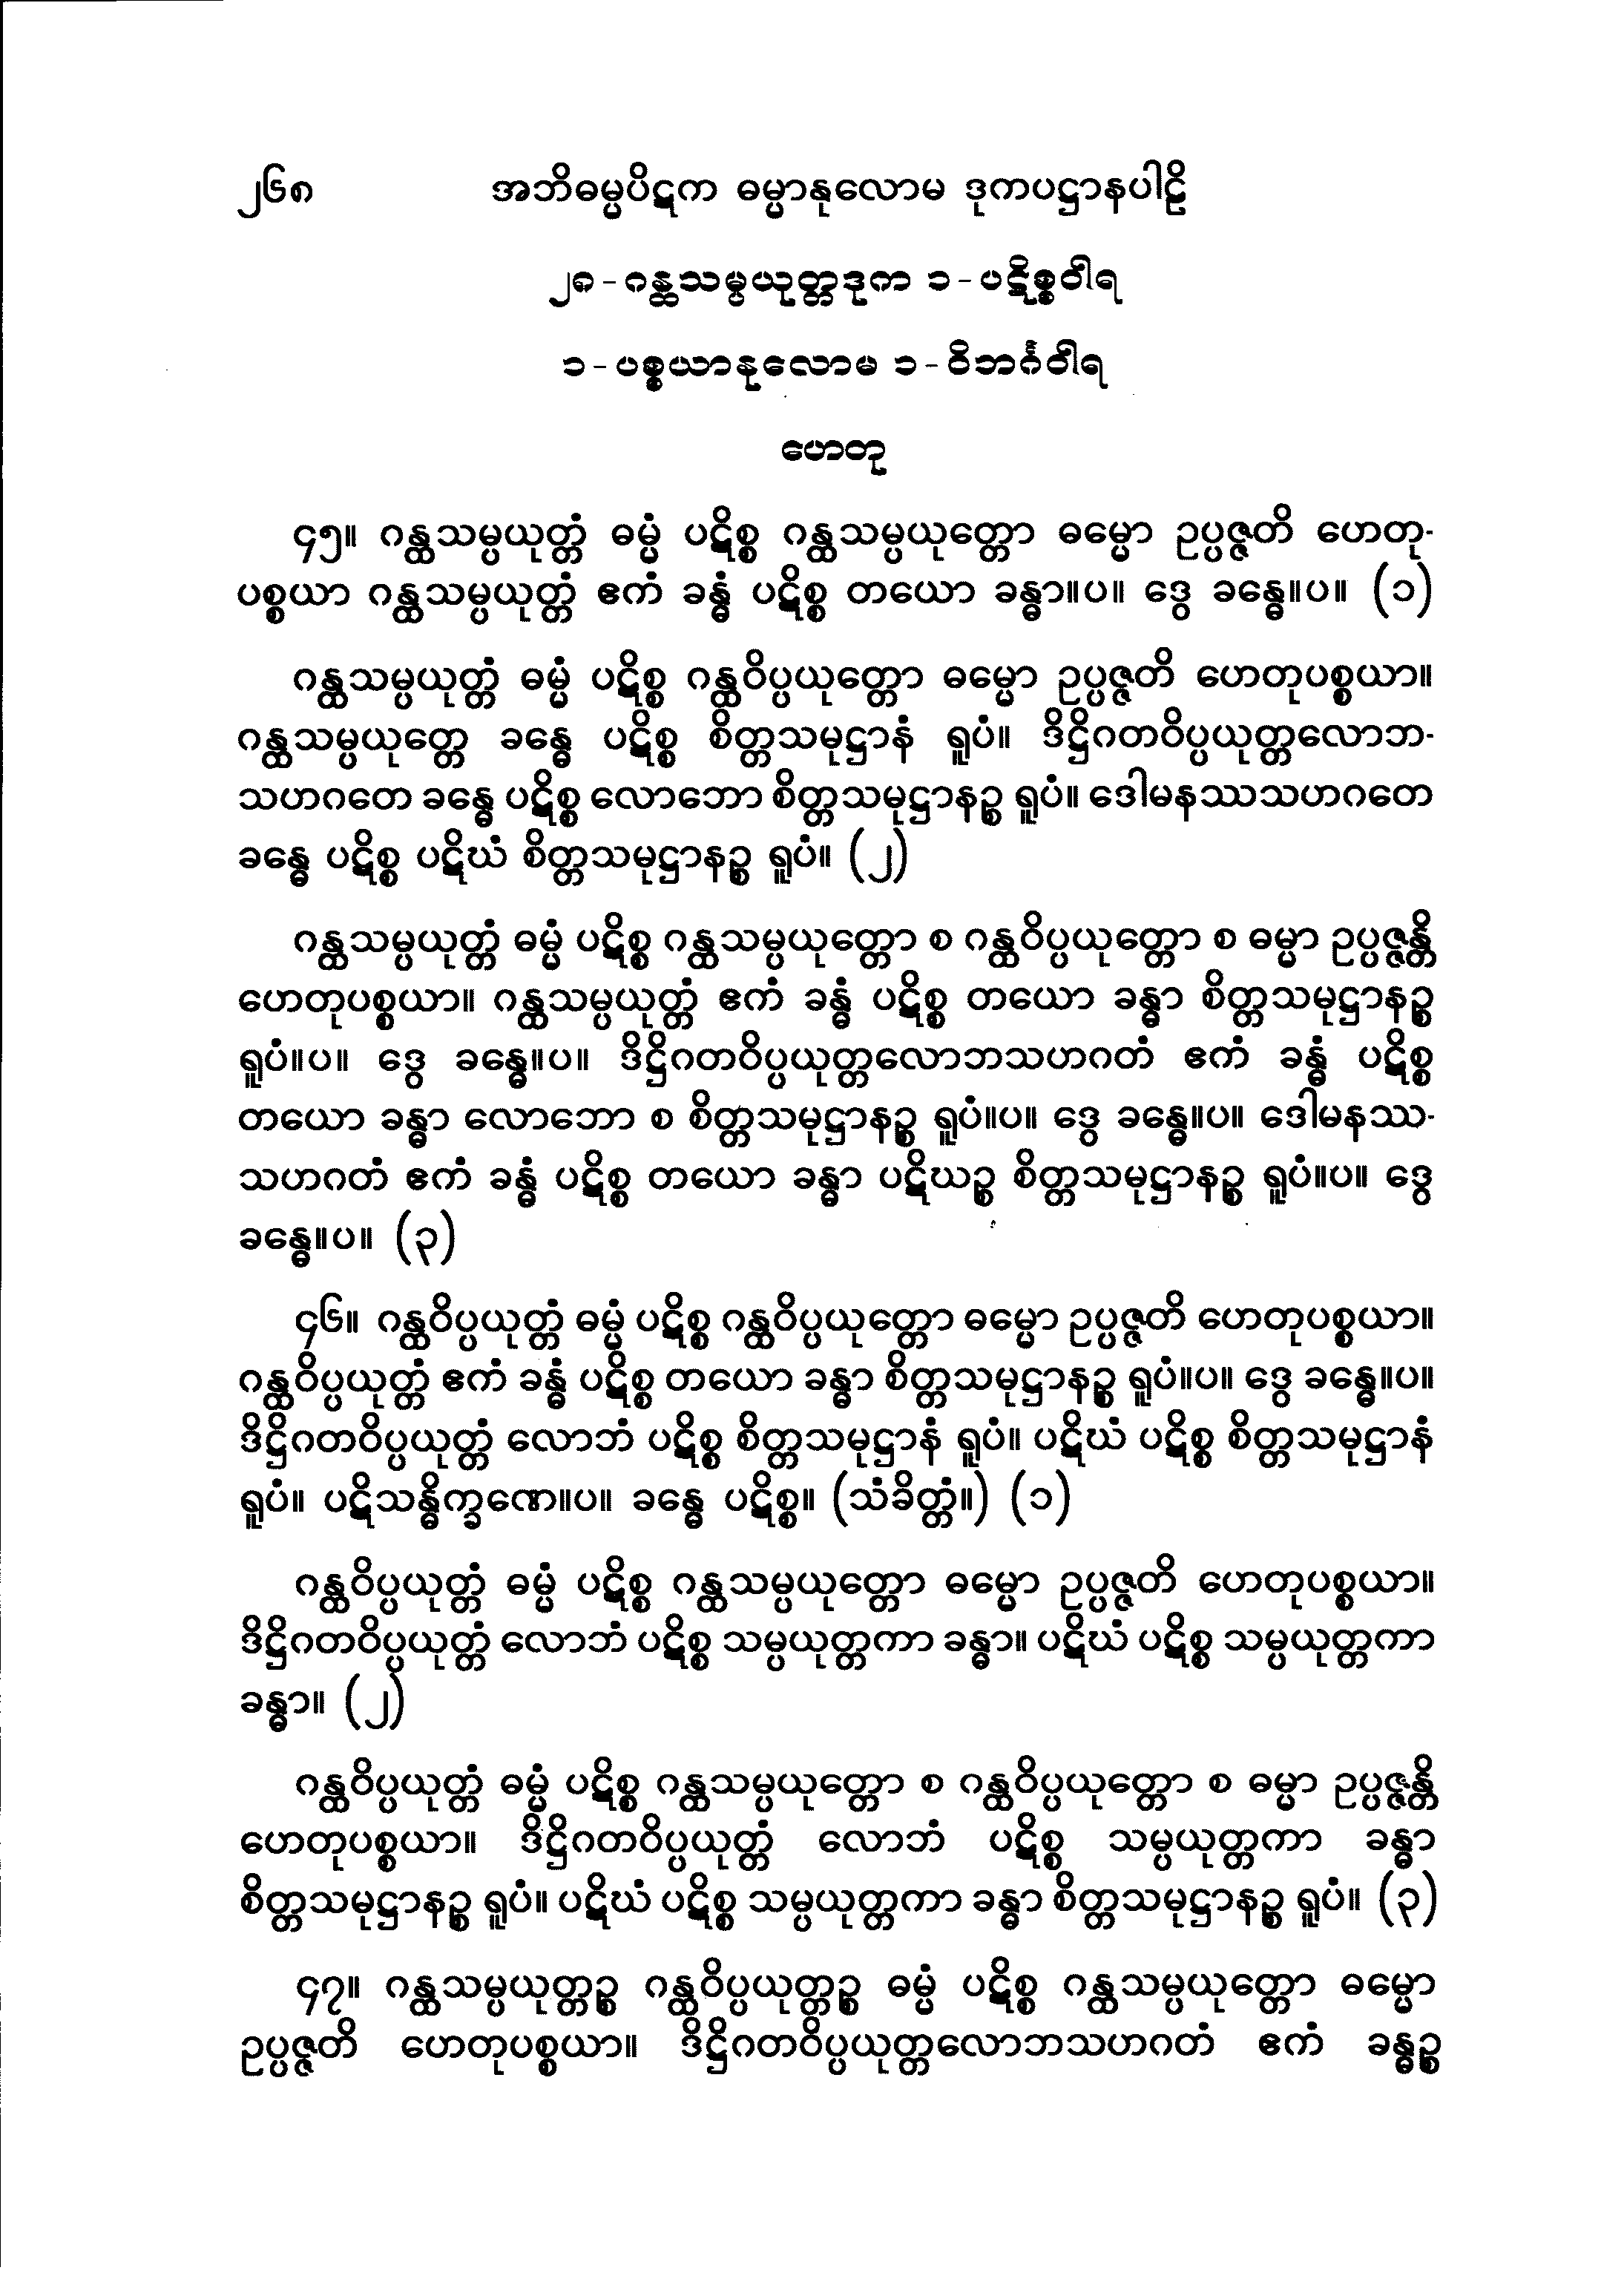 ၂၆၈ အဘိဓမ္မပိဋက ဓမ္မာနုလောမ ဒုကပဋ္ဌာနပါဠိ
၂၈-ဂန္ထသမ္ပယုတ္တဒုက ၁-ပဋိစ္စဝါရ
၁-ပစ္စယာနုလောမ ၁-ဝိဘင်္ဂဝါရ
ဟေတု
၄၅။ ဂန္ထသမ္ပယုတ္တံ ဓမ္မံ ပဋိစ္စ ဂန္ထသမ္ပယုတ္တော ဓမ္မော ဥပ္ပဇ္ဇတိ ဟေတု-
ပစ္စယာ ဂန္ထသမ္ပယုတ္တံ ဧကံ ခန္ဓံ ပဋိစ္စ တယော ခန္ဓာ။ပ။ ဒွေ ခန္ဓေ။ပ။ (၁)
ဂန္ထသမ္ပယုတ္တံ ဓမ္မံ ပဋိစ္စ ဂန္ထဝိပ္ပယုတ္တော ဓမ္မော ဥပ္ပဇ္ဇတိ ဟေတုပစ္စယာ။
ဂန္ထသမ္ပယုတ္တေ ခန္ဓေ ပဋိစ္စ စိတ္တသမုဋ္ဌာနံ ရူပံ။ ဒိဋ္ဌိဂတဝိပ္ပယုတ္တလောဘ-
သဟဂတေ ခန္ဓေ ပဋိစ္စ လောဘော စိတ္တသမုဋ္ဌာနဉ္စ ရူပံ။ ဒေါမနဿသဟဂတေ
ခန္ဓေ ပဋိစ္စ ပဋိဃံ စိတ္တသမုဋ္ဌာနဉ္စ ရူပံ။ (၂)
ဂန္ထသမ္ပယုတ္တံ ဓမ္မံ ပဋိစ္စ ဂန္ထသမ္ပယုတ္တော စ ဂန္ထဝိပ္ပယုတ္တော စ ဓမ္မာ ဥပ္ပဇ္ဇန္တိ
ဟေတုပစ္စယာ။ ဂန္ထသမ္ပယုတ္တံ ဧကံ ခန္ဓံ ပဋိစ္စ တယော ခန္ဓာ စိတ္တသမုဋ္ဌာနဉ္စ
ရူပံ။ပ။ ဒွေ ခန္ဓေ။ပ။ ဒိဋ္ဌိဂတဝိပ္ပယုတ္တလောဘသဟဂတံ ဧကံ ခန္ဓံ ပဋိစ္စ
တယော ခန္ဓာ လောဘော စ စိတ္တသမုဋ္ဌာနဉ္စ ရူပံ။ပ။ ဒွေ ခန္ဓေ။ပ။ ဒေါမနဿ-
သဟဂတံ ဧကံ ခန္ဓံ ပဋိစ္စ တယော ခန္ဓာ ပဋိဃဉ္စ စိတ္တသမုဋ္ဌာနဉ္စ ရူပံ။ပ။ ဒွေ
ခန္ဓေ။ပ။ (၃)
၄၆။ ဂန္ထဝိပ္ပယုတ္တံ ဓမ္မံ ပဋိစ္စ ဂန္ထဝိပ္ပယုတ္တော ဓမ္မော ဥပ္ပဇ္ဇတိ ဟေတုပစ္စယာ။
ဂန္ထဝိပ္ပယုတ္တံ ဧကံ ခန္ဓံ ပဋိစ္စ တယော ခန္ဓာ စိတ္တသမုဋ္ဌာနဉ္စ ရူပံ။ပ။ ဒွေ ခန္ဓေ။ပ။
ဒိဋ္ဌိဂတဝိပ္ပယုတ္တံ လောဘံ ပဋိစ္စ စိတ္တသမုဋ္ဌာနံ ရူပံ။ ပဋိဃံ ပဋိစ္စ စိတ္တသမုဋ္ဌာနံ
ရူပံ။ ပဋိသန္ဓိက္ခဏေ။ပ။ ခန္ဓေ ပဋိစ္စ။ (သံခိတ္တံ။) (၁)
ဂန္ထဝိပ္ပယုတ္တံ ဓမ္မံ ပဋိစ္စ ဂန္ထသမ္ပယုတ္တော ဓမ္မော ဥပ္ပဇ္ဇတိ ဟေတုပစ္စယာ။
ဒိဋ္ဌိဂတဝိပ္ပယုတ္တံ လောဘံ ပဋိစ္စ သမ္ပယုတ္တကာ ခန္ဓာ။ ပဋိဃံ ပဋိစ္စ သမ္ပယုတ္တကာ
ခန္ဓာ။ (၂)
ဂန္ထဝိပ္ပယုတ္တံ ဓမ္မံ ပဋိစ္စ ဂန္ထသမ္ပယုတ္တော စ ဂန္ထဝိပ္ပယုတ္တော စ ဓမ္မာ ဥပ္ပဇ္ဇန္တိ
ဟေတုပစ္စယာ။ ဒိဋ္ဌိဂတဝိပ္ပယုတ္တံ လောဘံ ပဋိစ္စ သမ္ပယုတ္တကာ ခန္ဓာ
စိတ္တသမုဋ္ဌာနဉ္စ ရူပံ။ ပဋိဃံ ပဋိစ္စ သမ္ပယုတ္တကာ ခန္ဓာ စိတ္တသမုဋ္ဌာနဉ္စ ရူပံ။ (၃)
၄၇။ ဂန္ထသမ္ပယုတ္တဉ္စ ဂန္ထဝိပ္ပယုတ္တဉ္စ ဓမ္မံ ပဋိစ္စ ဂန္ထသမ္ပယုတ္တော ဓမ္မော
ဥပ္ပဇ္ဇတိ ဟေတုပစ္စယာ။ ဒိဋ္ဌိဂတဝိပ္ပယုတ္တလောဘသဟဂတံ ဧကံ ခန္ဓဉ္စ